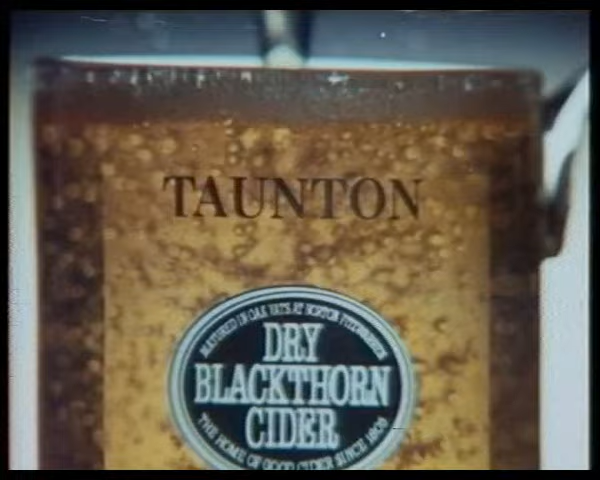 TAUNTON
MATURED IN OAK VATS AT NORTON FITZWARREN
DRY
BLACKTHORN
CIDER
THE HOME OF GOOD CIDER SINCE 1805